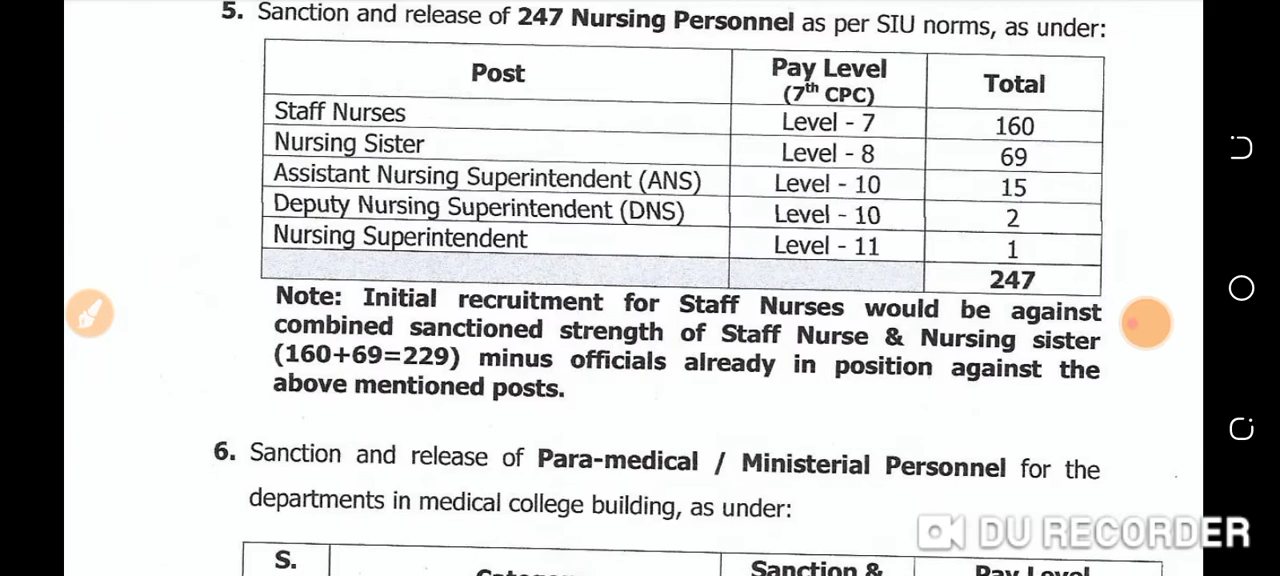 5. Sanction and release of 247 Nursing Personnel as per SIU norms, as under:
Post Pay Level (7th CPC) Total
Staff Nurses Level - 7 160
Nursing Sister Level - 8 69
Assistant Nursing Superintendent (ANS) Level - 10 15
Deputy Nursing Superintendent (DNS) Level - 10 2
Nursing Superintendent Level - 11 1
247
Note: Initial recruitment for Staff Nurses would be against
combined sanctioned strength of Staff Nurse & Nursing sister
(160+69=229) minus officials already in position against the
above mentioned posts.
6. Sanction and release of Para-medical / Ministerial Personnel for the
departments in medical college building, as under:
DU RECORDER
S. Sanction & Pay Level